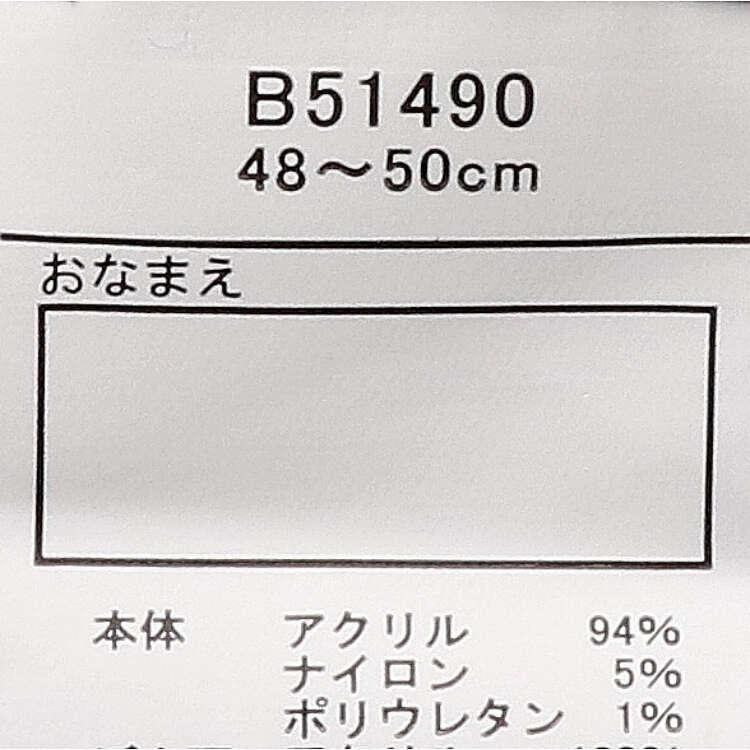 B51490
48～50cm
おなまえ
本体 アクリル 94%
ナイロン 5%
ポリウレタン 1%